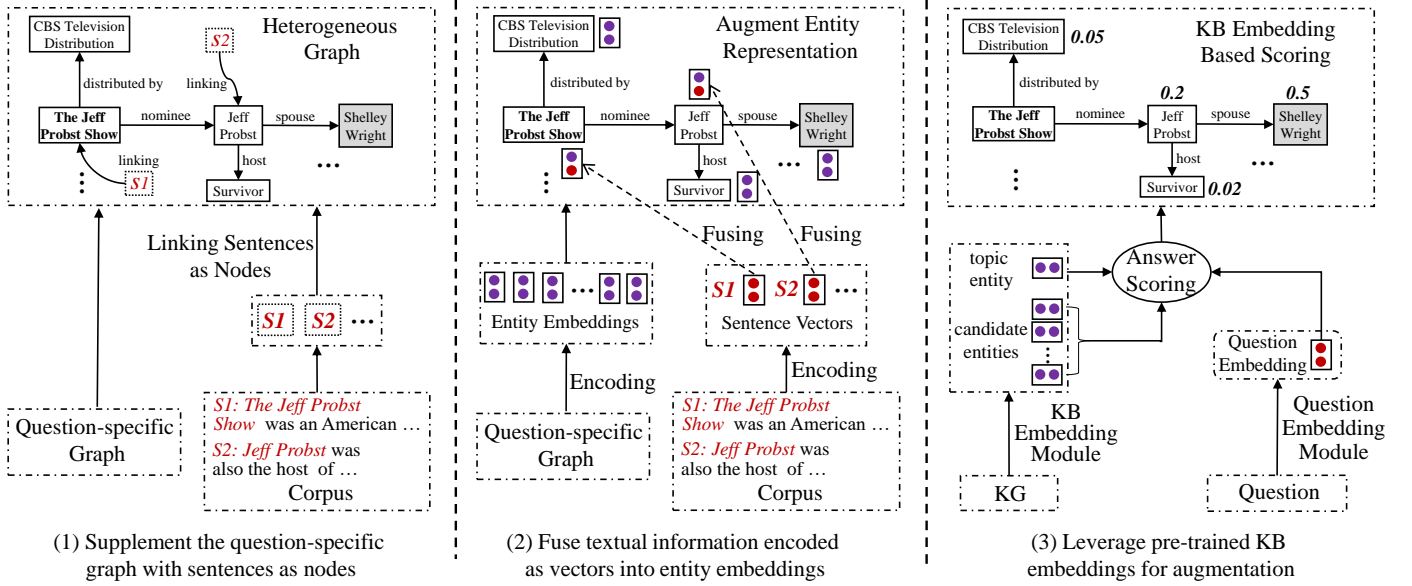 CBS Television
Distribution
S2
Heterogeneous
Graph
distributed by
linking
The Jeff
Probst Show
nominee
Jeff
Probst
spouse
Shelley
Wright
linking
host
...
S1
Survivor
Linking Sentences
as Nodes
S1 S2 ...
Question-specific
Graph
S1: The Jeff Probst
Show was an American ...
S2: Jeff Probst was
also the host of ...
Corpus
(1) Supplement the question-specific
graph with sentences as nodes
CBS Television
Distribution
Augment Entity
Representation
distributed by
The Jeff
Probst Show
nominee
Jeff
Probst
spouse
Shelley
Wright
host
...
...
Survivor
Fusing
Fusing
...
Entity Embeddings
S1 S2 ...
Sentence Vectors
Encoding
Encoding
Question-specific
Graph
S1: The Jeff Probst
Show was an American ...
S2: Jeff Probst was
also the host of ...
Corpus
(2) Fuse textual information encoded
as vectors into entity embeddings
CBS Television
Distribution
0.05
KB Embedding
Based Scoring
distributed by
0.2
0.5
The Jeff
Probst Show
nominee
Jeff
Probst
spouse
Shelley
Wright
host
...
...
Survivor
0.02
topic
entity
Answer
Scoring
candidate
entities
...
Question
Embedding
KB
Embedding
Module
Question
Embedding
Module
KG
Question
(3) Leverage pre-trained KB
embeddings for augmentation